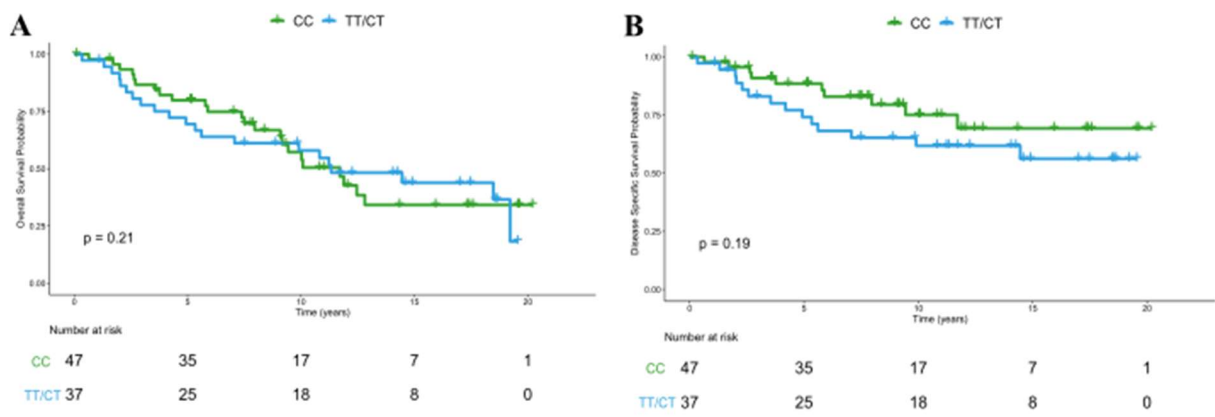 A
CC TT/CT
Overall Survival Probability
1.00
0.75
0.50
0.25
0.00
p = 0.21
0 5 10 15 20
Time (years)
Number at risk
CC 47 35 17 7 1
TT/CT 37 25 18 8 0
B
CC TT/CT
Disease Specific Survival Probability
1.00
0.75
0.50
0.25
0.00
p = 0.19
0 5 10 15 20
Time (years)
Number at risk
CC 47 35 17 7 1
TT/CT 37 25 18 8 0